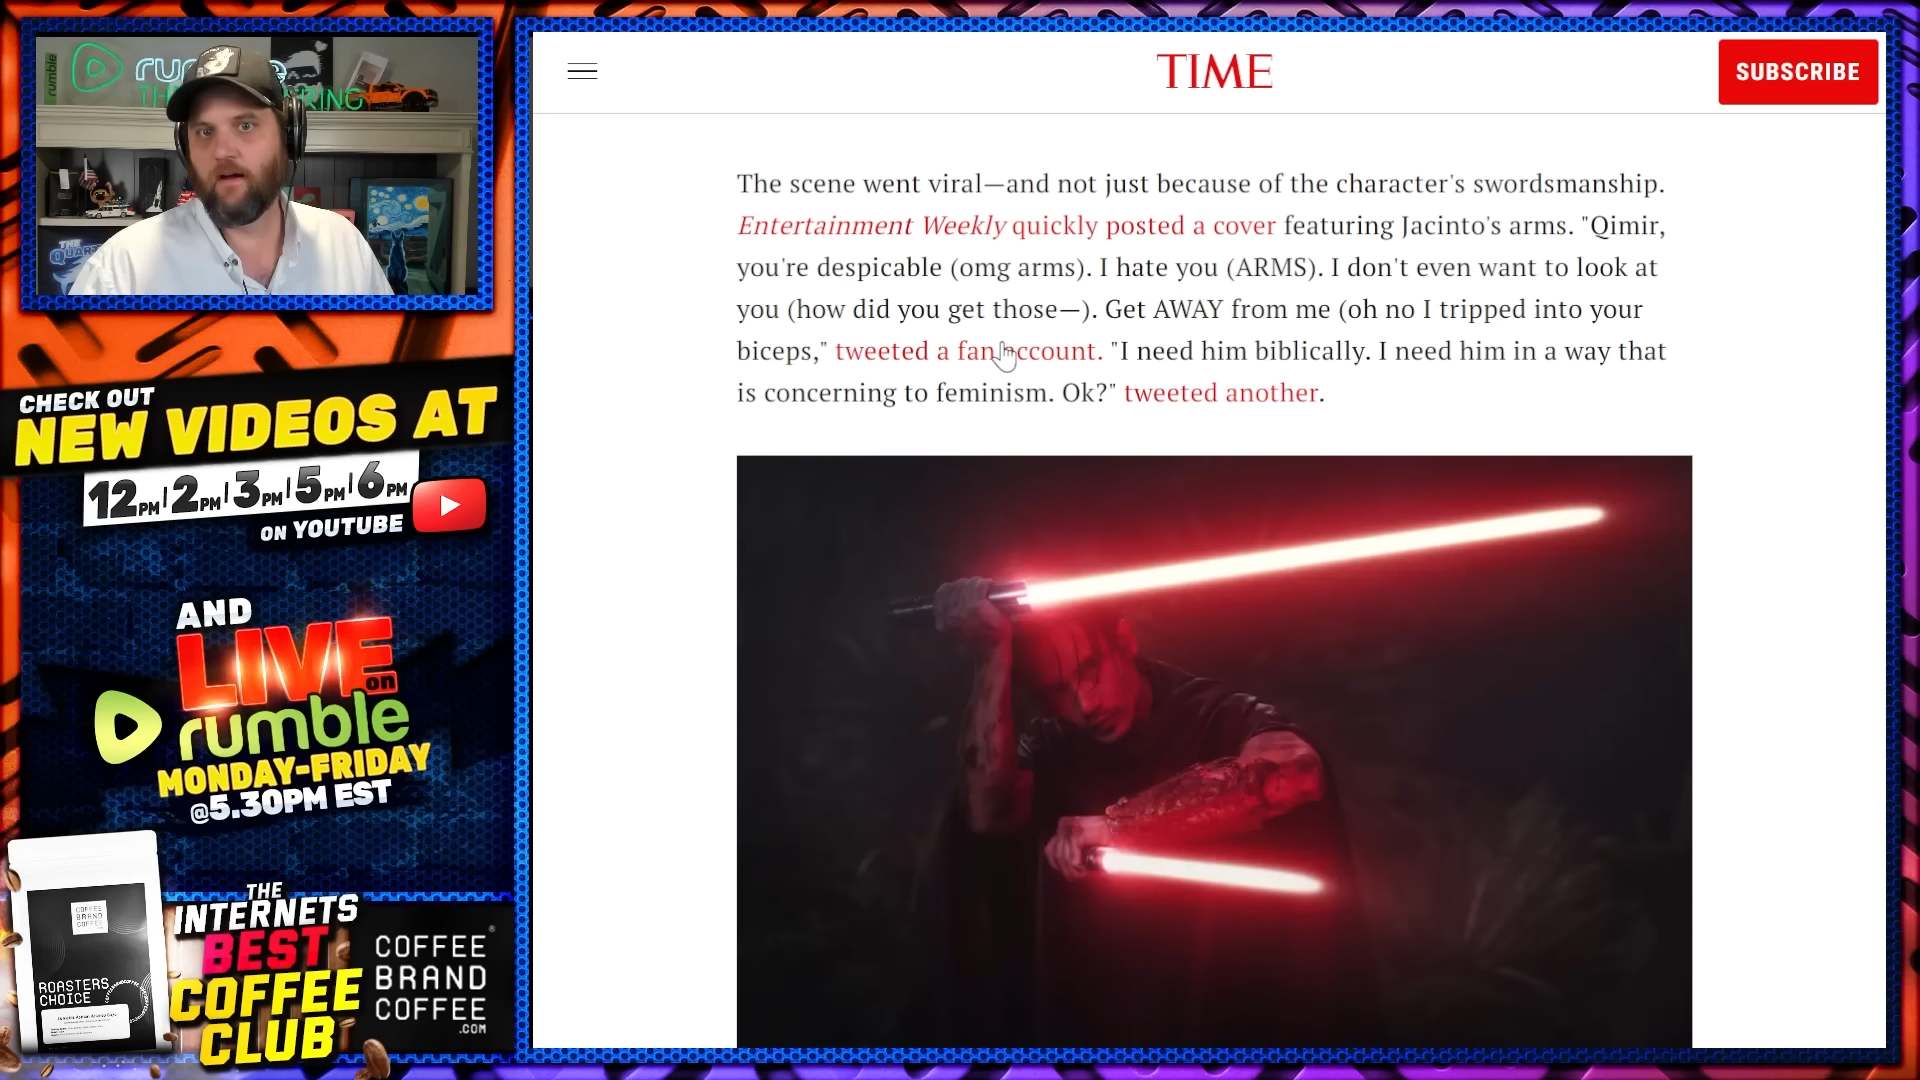 rumble
CHECK OUT
NEW VIDEOS AT
12PM | 2PM | 3PM | 5PM | 6PM
ON YOUTUBE
AND
LIVE
on
rumble
MONDAY-FRIDAY
@5.30PM EST
THE
INTERNETS
BEST
COFFEE
CLUB
COFFEE
BRAND
COFFEE
ROASTERS
CHOICE
COFFEE
BRAND
COFFEE
.COM
TIME
SUBSCRIBE
The scene went viral—and not just because of the character's swordsmanship.
Entertainment Weekly quickly posted a cover featuring Jacinto's arms. "Qimir,
you're despicable (omg arms). I hate you (ARMS). I don't even want to look at
you (how did you get those—). Get AWAY from me (oh no I tripped into your
biceps," tweeted a fan account. "I need him biblically. I need him in a way that
is concerning to feminism. Ok?" tweeted another.